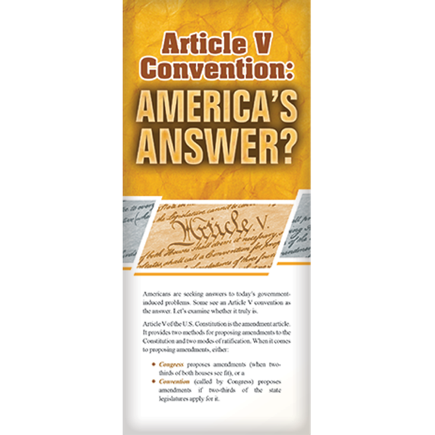 Article V
Convention:
AMERICA'S
ANSWER?
Article. V.
Americans are seeking answers to today's government-
induced problems. Some see an Article V convention as
the answer. Let's examine whether it truly is.
Article V of the U.S. Constitution is the amendment article.
It provides two methods for proposing amendments to the
Constitution and two modes of ratification. When it comes
to proposing amendments, either:
• Congress proposes amendments (when two-
thirds of both houses see fit), or a
• Convention (called by Congress) proposes
amendments if two-thirds of the state
legislatures apply for it.